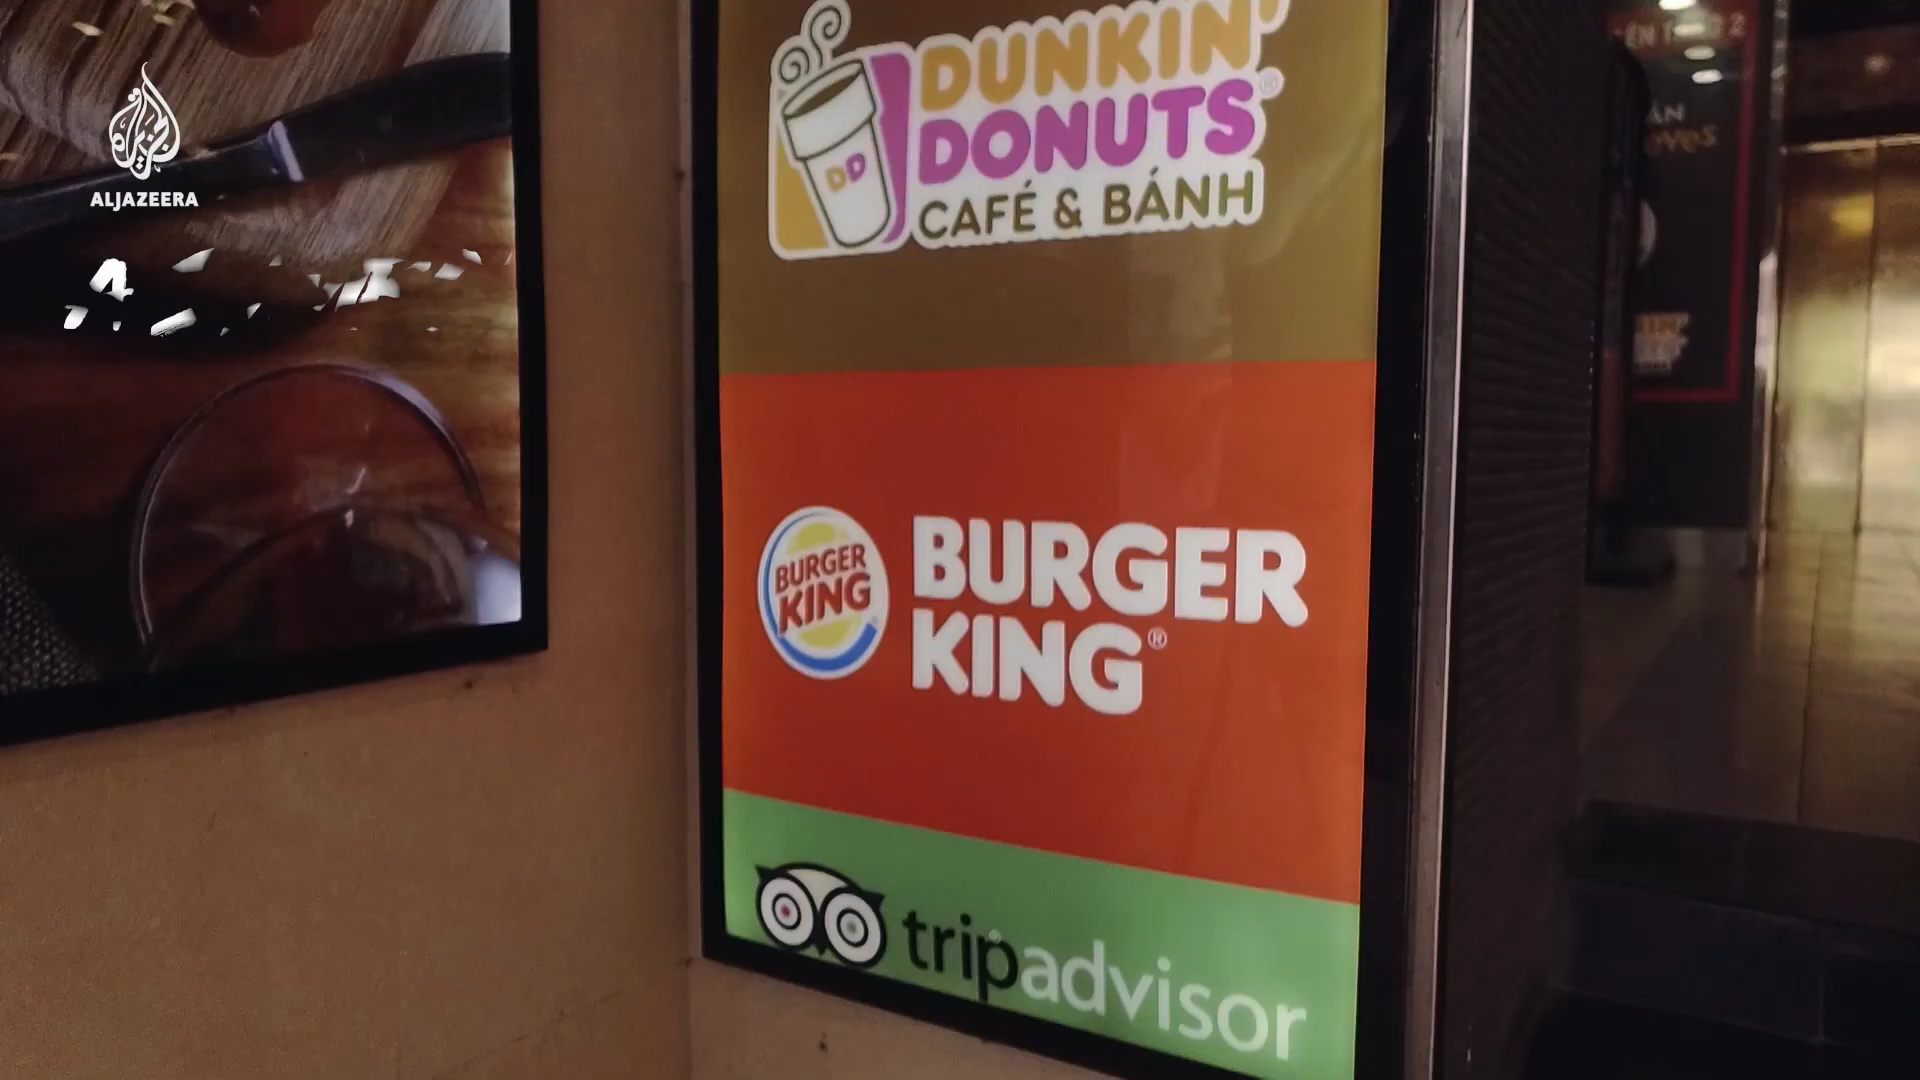 ALJAZEERA
DUNKIN'
DONUTS®
CAFÉ & BÁNH
DD
BURGER
KING
BURGER
KING®
tripadvisor